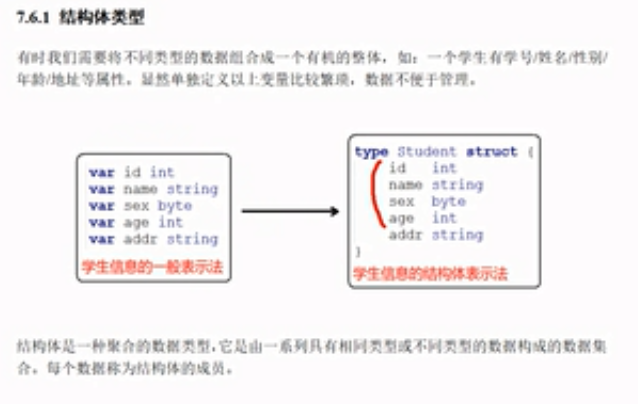 7.6.1 结构体类型
有时我们需要将不同类型的数据组合成一个有机的整体，如：一个学生有学号/姓名/性别/
年龄/地址等属性。显然单独定义以上变量比较繁琐，数据不便于管理。
var id int
var name string
var sex byte
var age int
var addr string
学生信息的一般表示法
type Student struct {
id int
name string
sex byte
age int
addr string
}
学生信息的结构体表示法
结构体是一种聚合的数据类型，它是由一系列具有相同类型或不同类型的数据构成的数据集
合。每个数据称为结构体的成员。